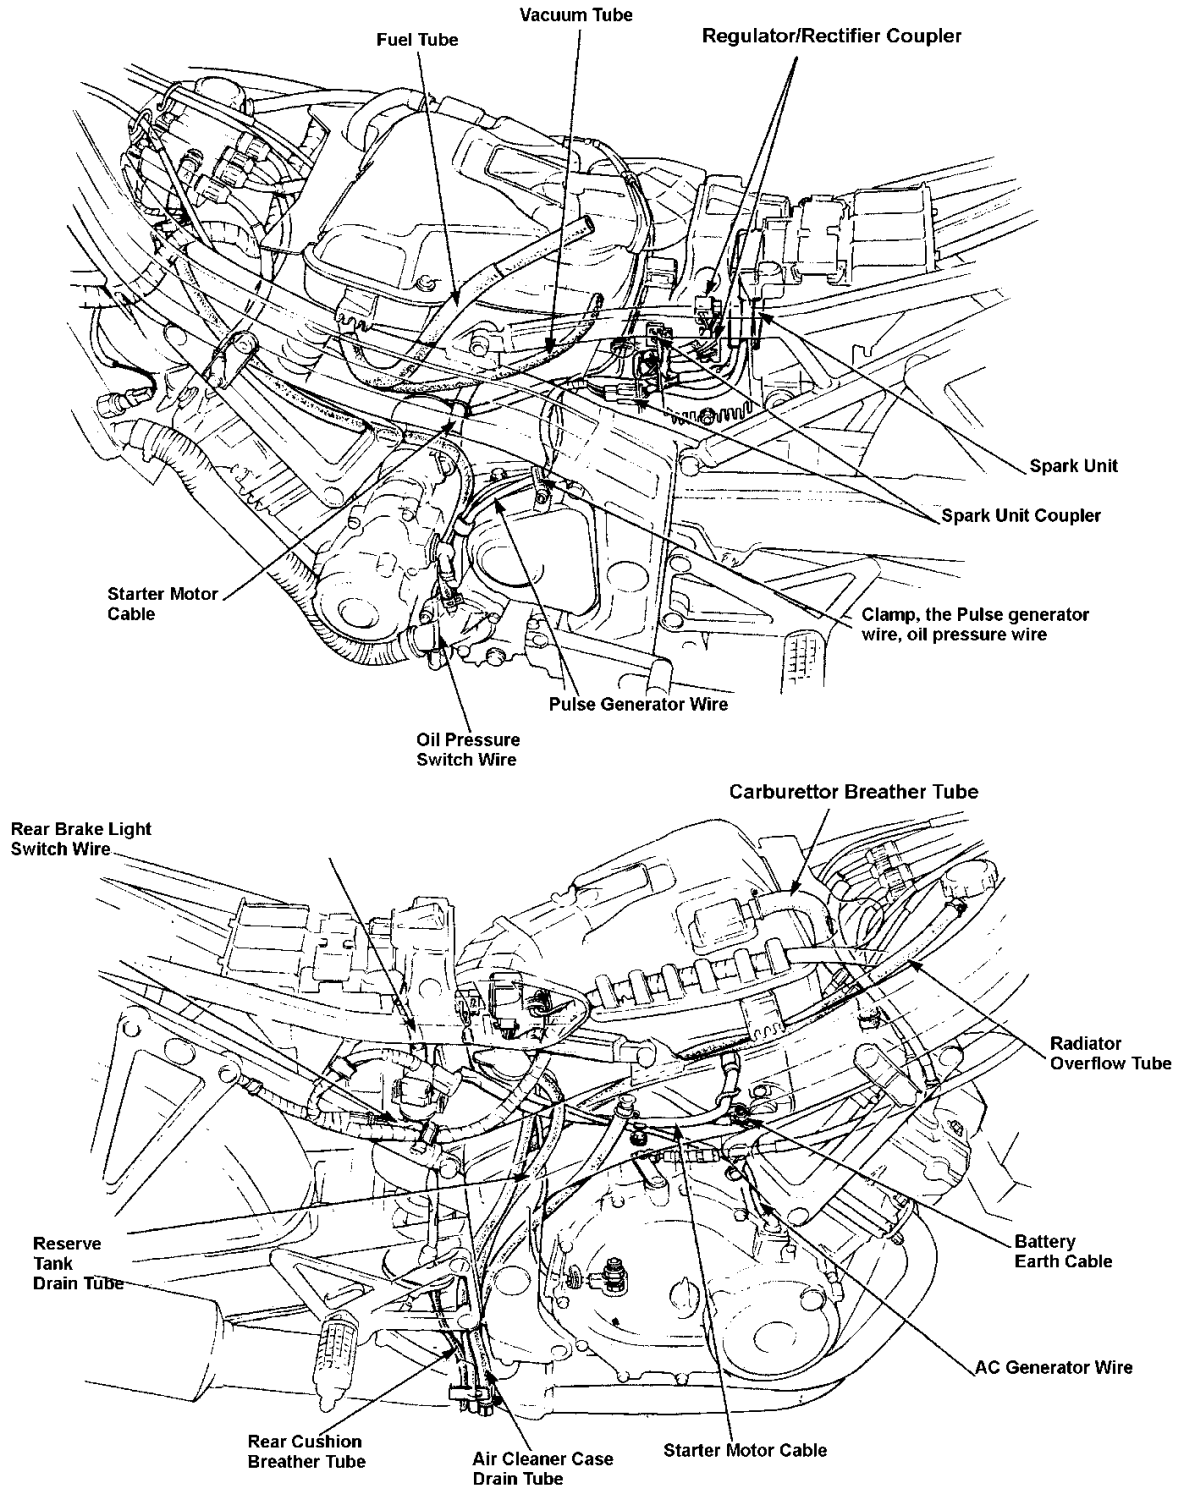 Vacuum Tube
Fuel Tube
Regulator/Rectifier Coupler
Spark Unit
Spark Unit Coupler
Starter Motor
Cable
Clamp, the Pulse generator
wire, oil pressure wire
Pulse Generator Wire
Oil Pressure
Switch Wire
Carburettor Breather Tube
Rear Brake Light
Switch Wire
Radiator
Overflow Tube
Reserve
Tank
Drain Tube
Battery
Earth Cable
AC Generator Wire
Rear Cushion
Breather Tube
Air Cleaner Case
Drain Tube
Starter Motor Cable